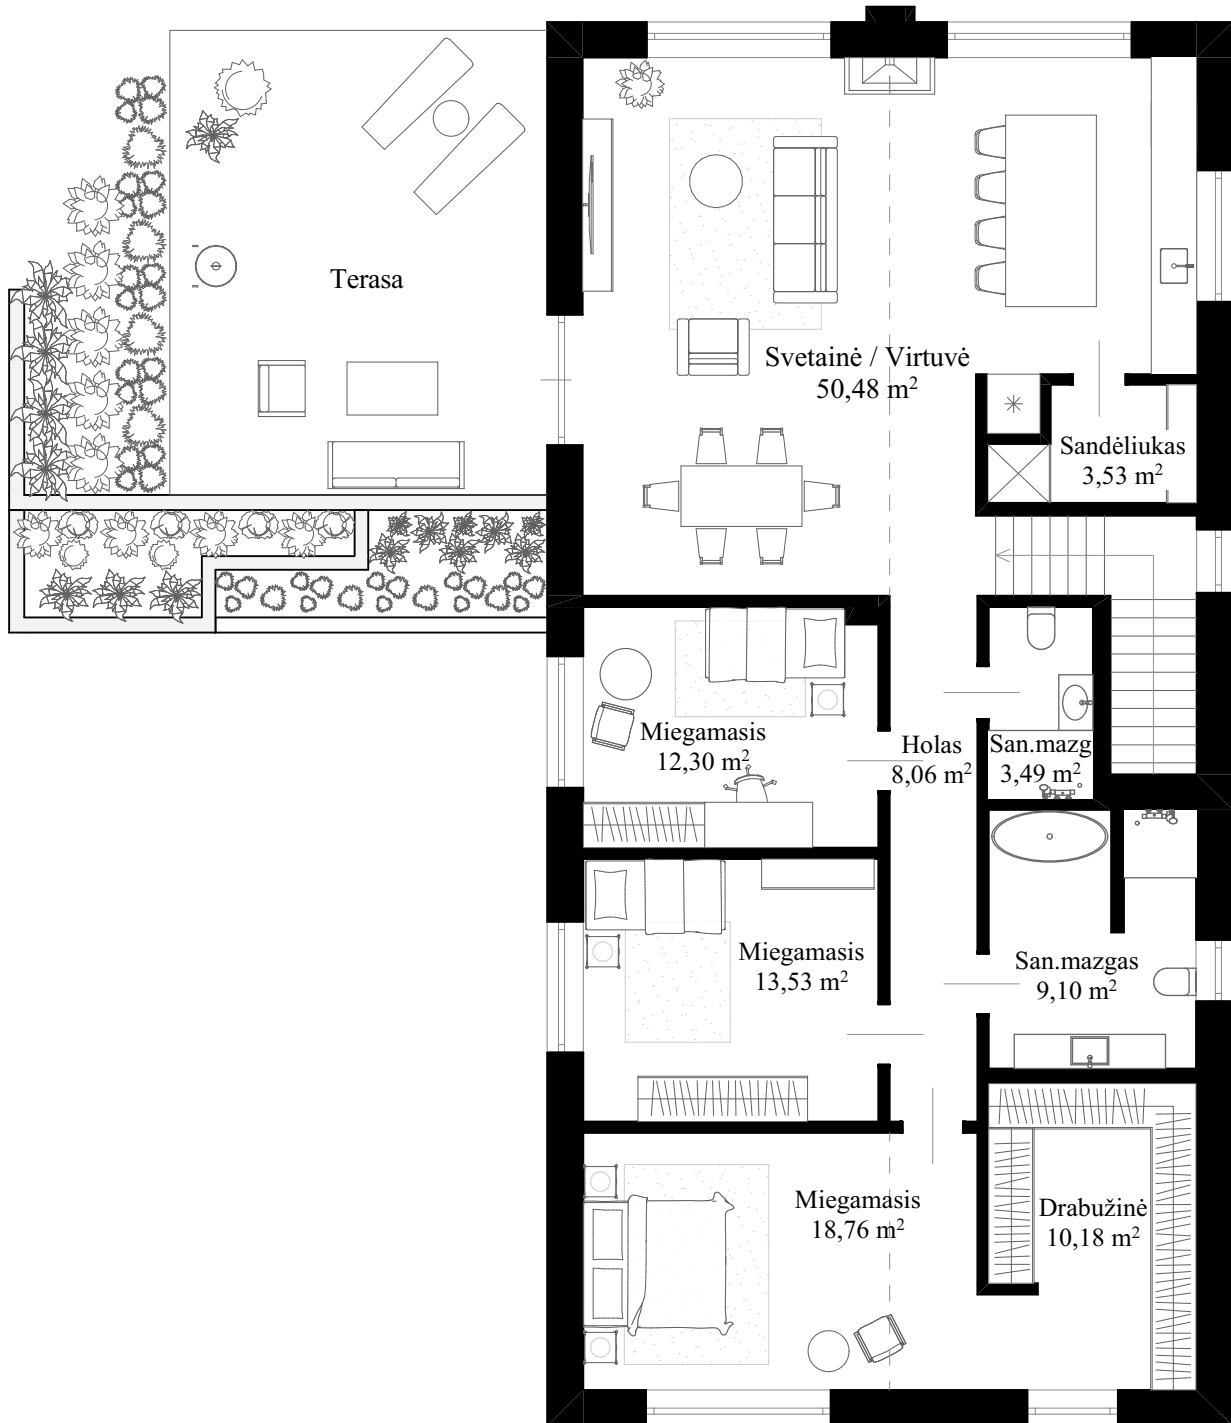 Terasa
Svetainė / Virtuvė
50,48 m²
Sandėliukas
3,53 m²
Miegamasis
12,30 m²
Holas
8,06 m²
San.mazg
3,49 m²
Miegamasis
13,53 m²
San.mazgas
9,10 m²
Miegamasis
18,76 m²
Drabužinė
10,18 m²